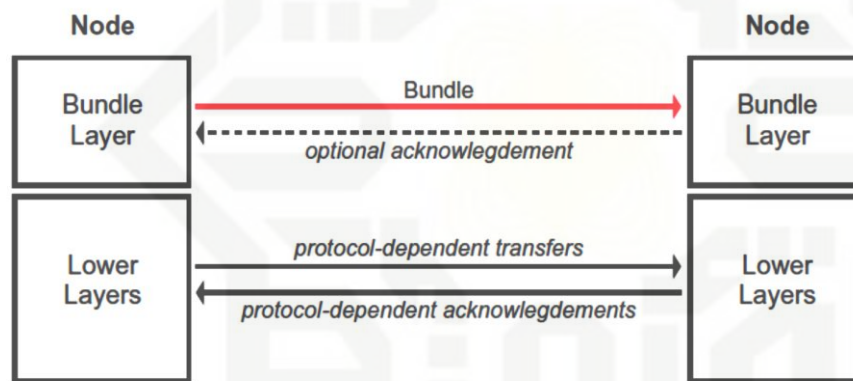 Node
Node
Bundle
Layer
Bundle
optional acknowlegdement
Bundle
Layer
Lower
Layers
protocol-dependent transfers
protocol-dependent acknowlegdements
Lower
Layers